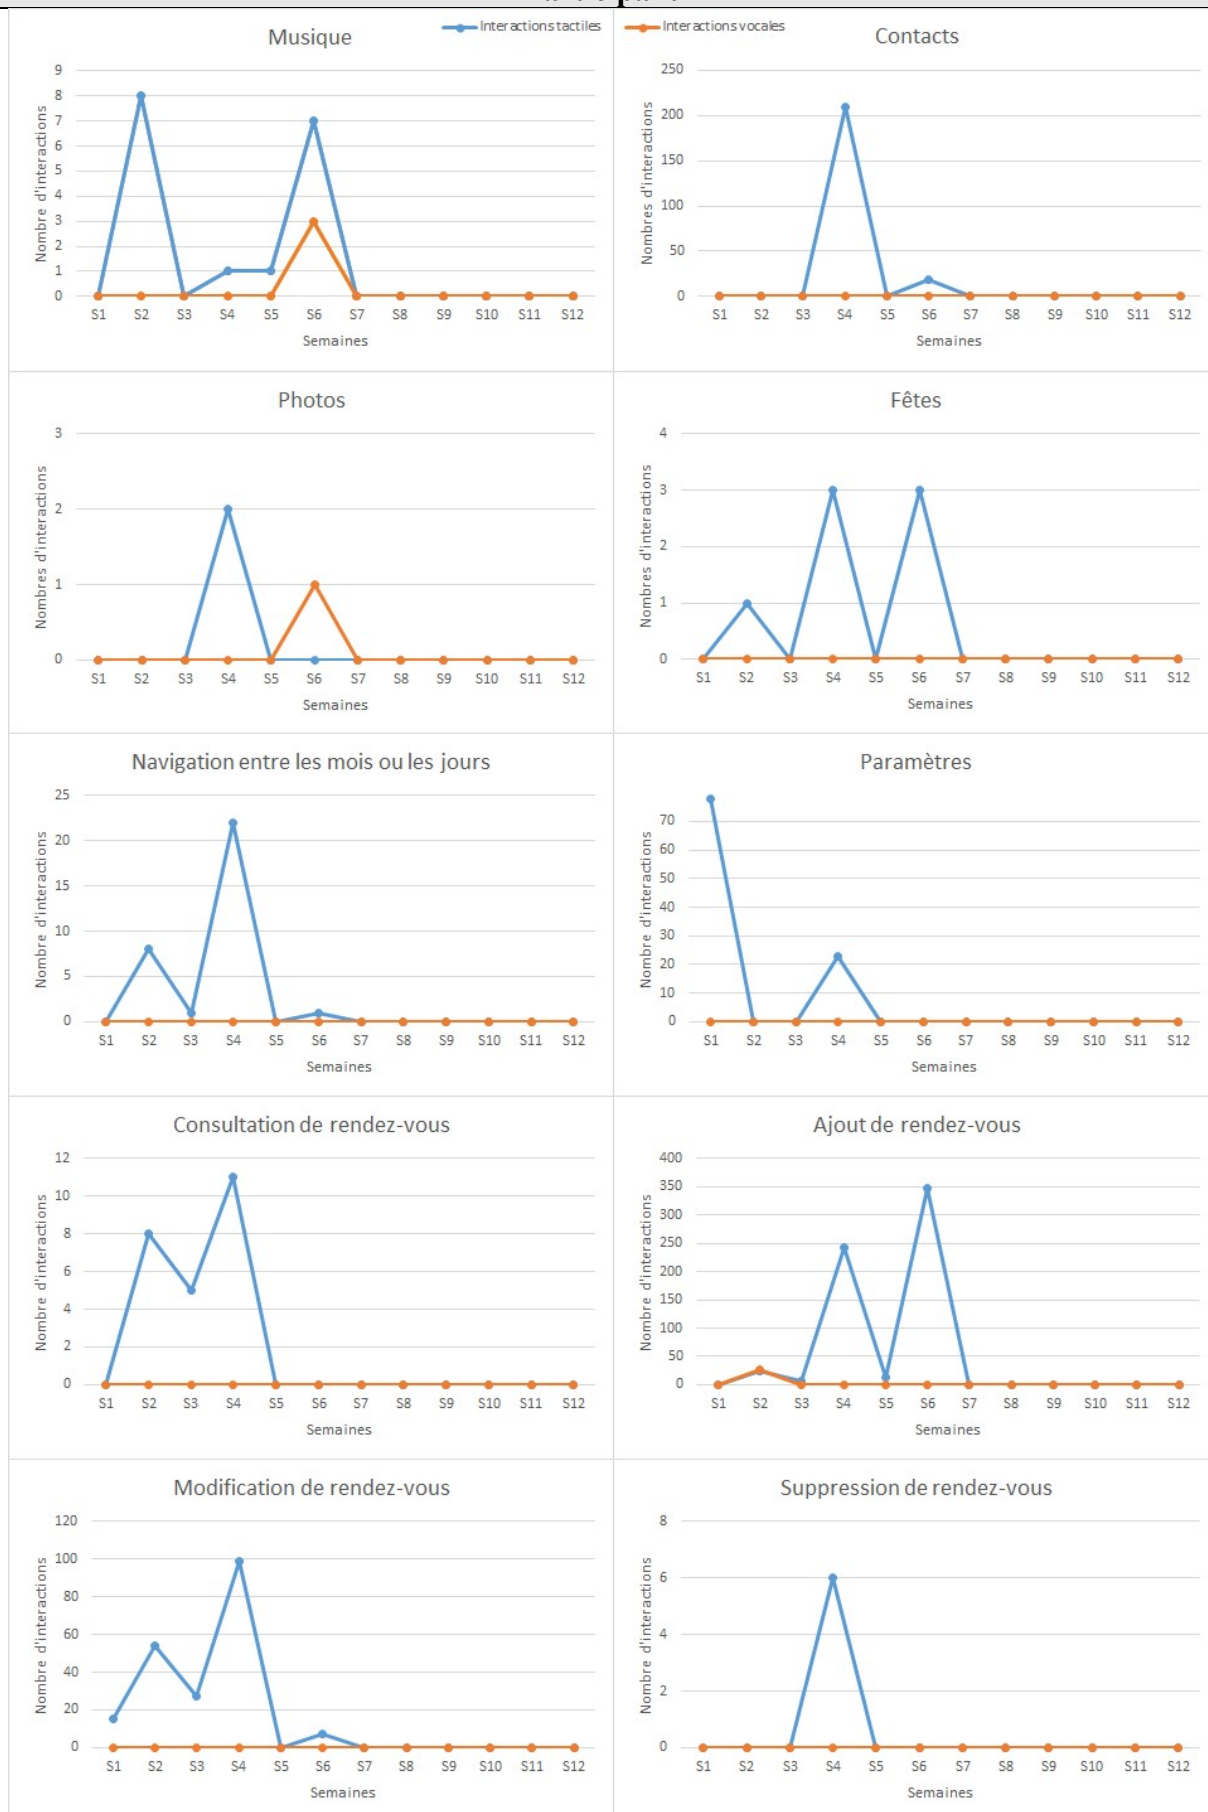 Musique
Interactions tactiles
Interactions vocales
Contacts
Nombre d'interactions
9
8
7
6
5
4
3
2
1
0
S1 S2 S3 S4 S5 S6 S7 S8 S9 S10 S11 S12
Semaines
Nombres d'interactions
250
200
150
100
50
0
S1 S2 S3 S4 S5 S6 S7 S8 S9 S10 S11 S12
Semaines
Photos
Nombres d'interactions
3
2
1
0
S1 S2 S3 S4 S5 S6 S7 S8 S9 S10 S11 S12
Semaines
Fêtes
Nombres d'interactions
4
3
2
1
0
S1 S2 S3 S4 S5 S6 S7 S8 S9 S10 S11 S12
Semaines
Navigation entre les mois ou les jours
Nombre d'interactions
25
20
15
10
5
0
S1 S2 S3 S4 S5 S6 S7 S8 S9 S10 S11 S12
Semaines
Paramètres
Nombre d'interactions
70
60
50
40
30
20
10
0
S1 S2 S3 S4 S5 S6 S7 S8 S9 S10 S11 S12
Semaines
Consultation de rendez-vous
Nombre d'interactions
12
10
8
6
4
2
0
S1 S2 S3 S4 S5 S6 S7 S8 S9 S10 S11 S12
Semaines
Ajout de rendez-vous
Nombre d'interactions
400
350
300
250
200
150
100
50
0
S1 S2 S3 S4 S5 S6 S7 S8 S9 S10 S11 S12
Semaines
Modification de rendez-vous
Nombre d'interactions
120
100
80
60
40
20
0
S1 S2 S3 S4 S5 S6 S7 S8 S9 S10 S11 S12
Semaines
Suppression de rendez-vous
Nombre d'interactions
8
6
4
2
0
S1 S2 S3 S4 S5 S6 S7 S8 S9 S10 S11 S12
Semaines